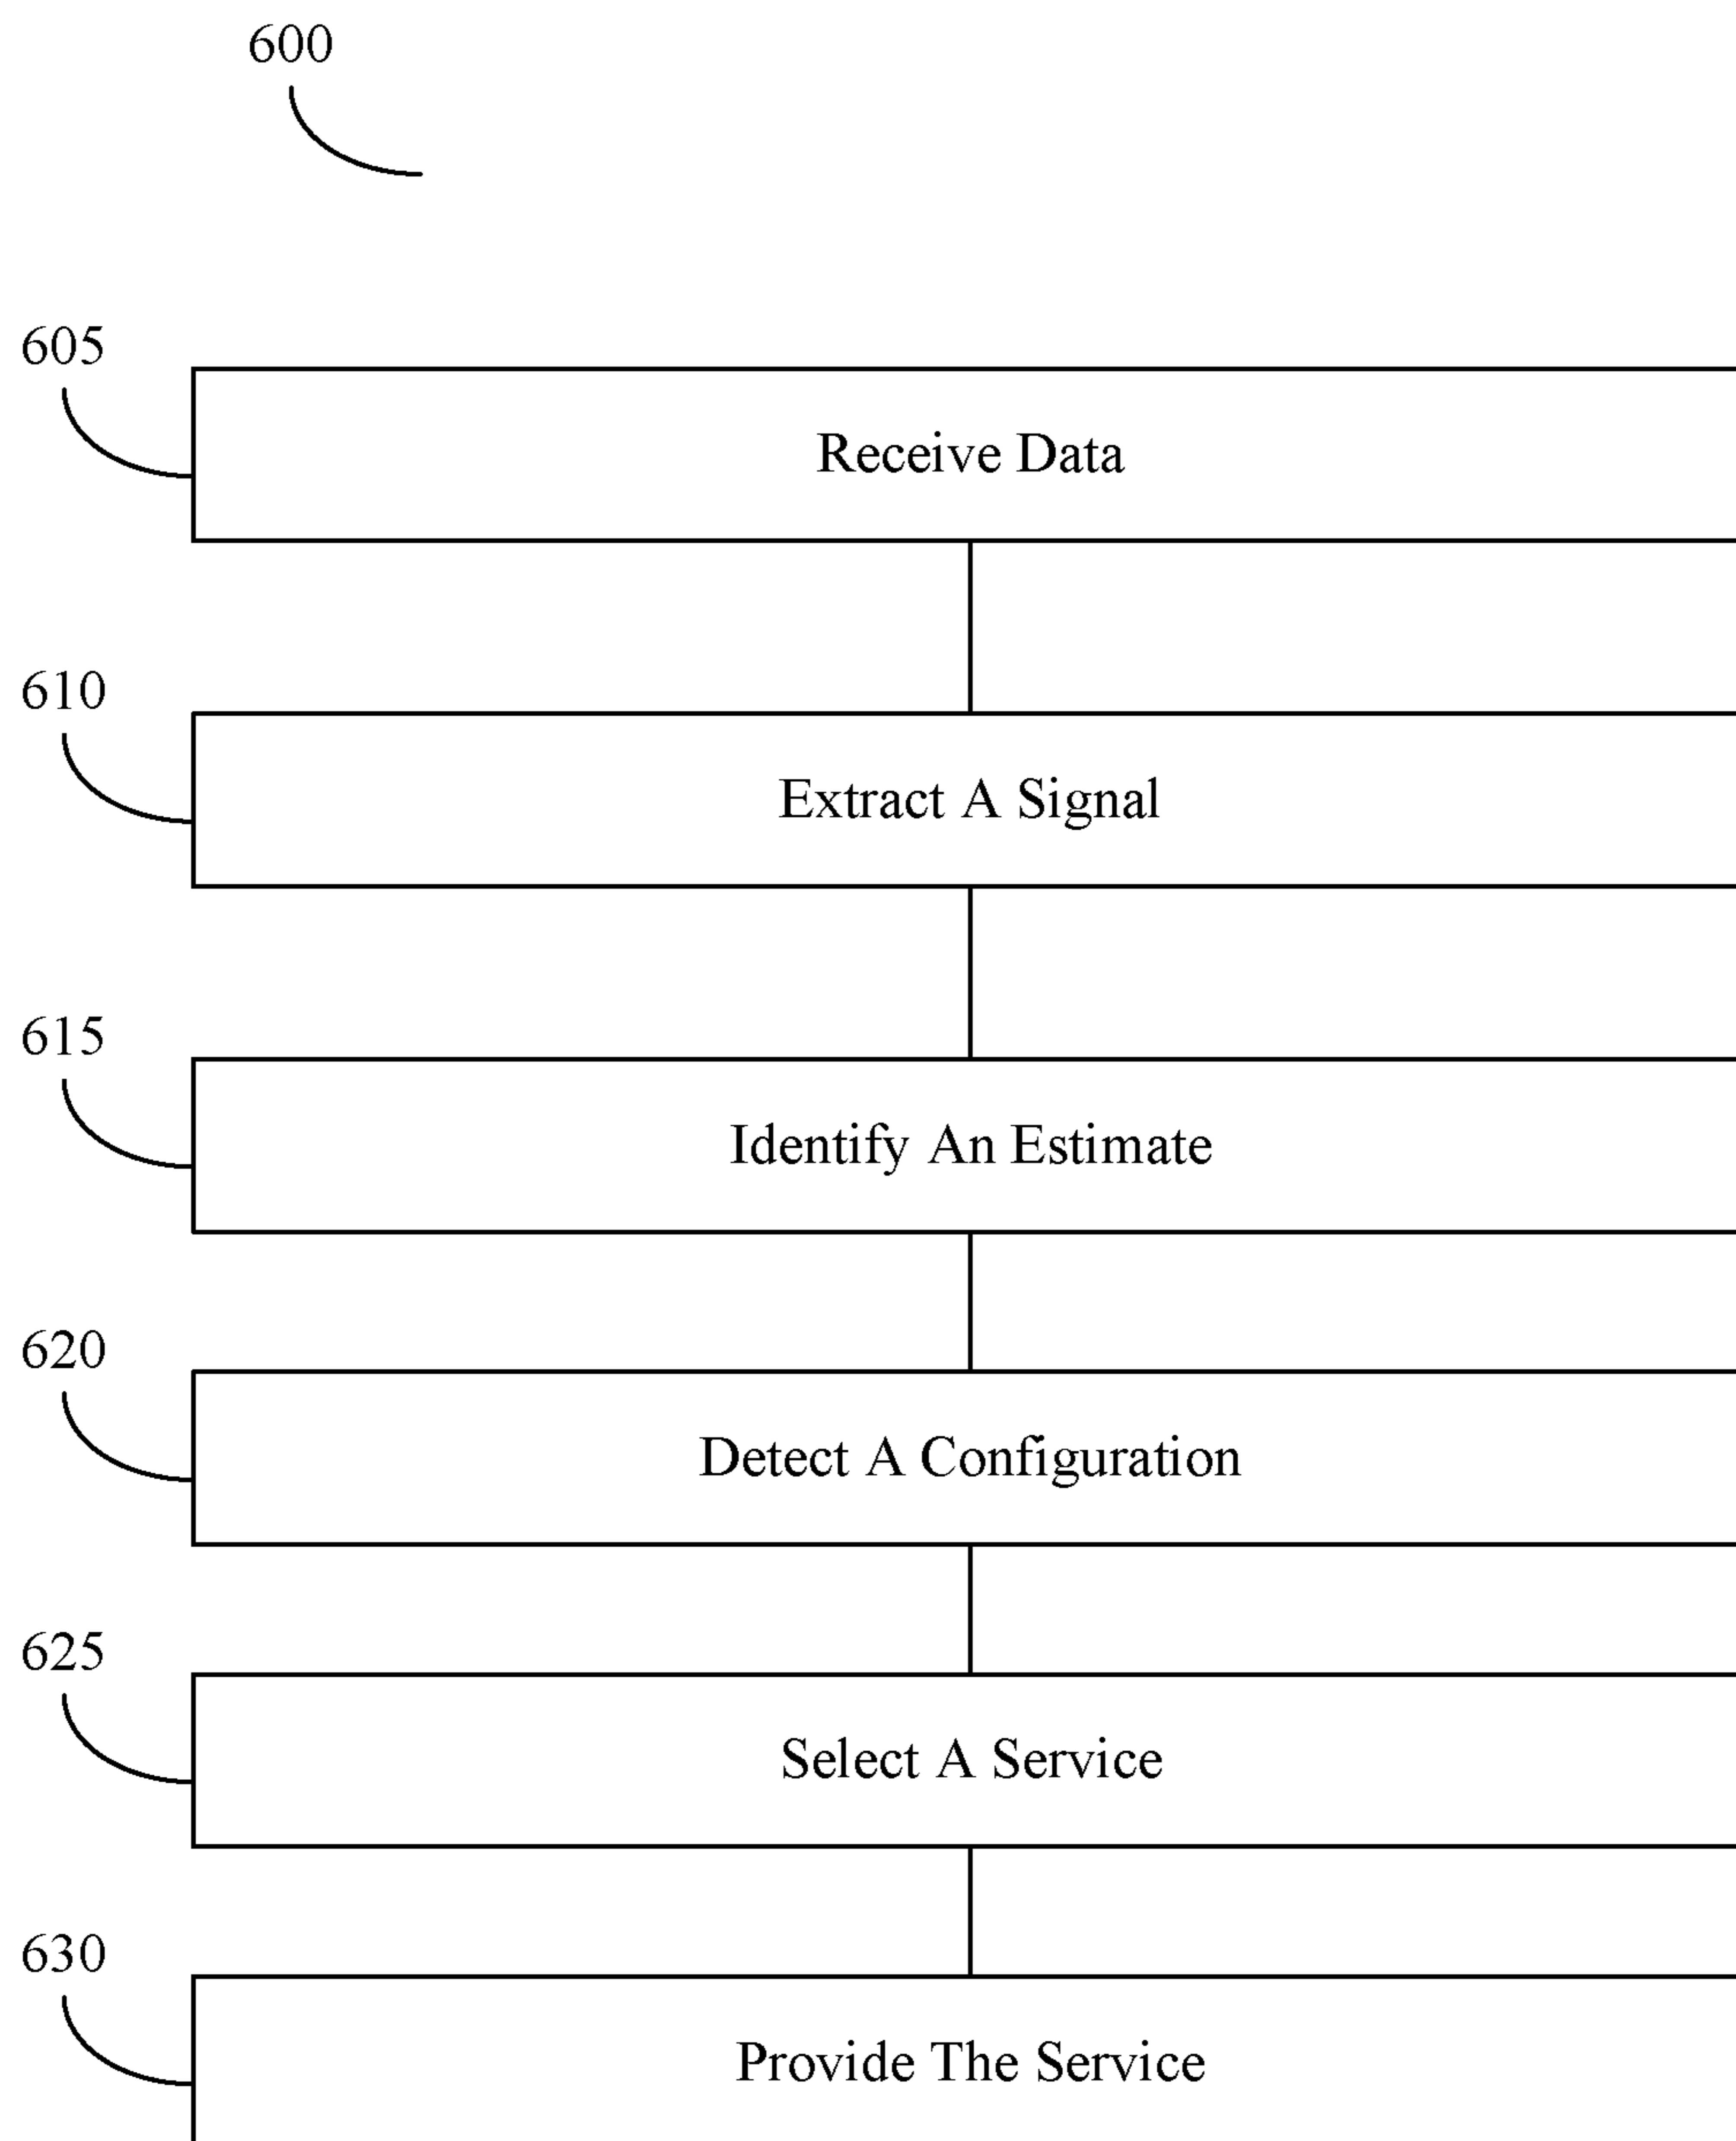 600
605
Receive Data
610
Extract A Signal
615
Identify An Estimate
620
Detect A Configuration
625
Select A Service
630
Provide The Service